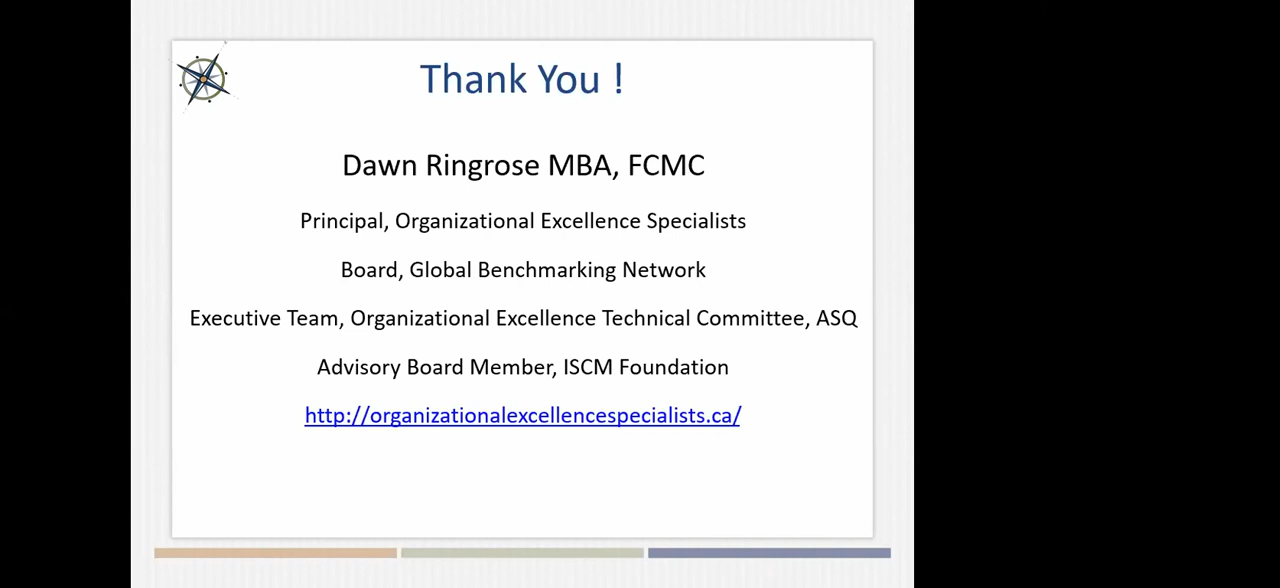 Thank You !
Dawn Ringrose MBA, FCMC
Principal, Organizational Excellence Specialists
Board, Global Benchmarking Network
Executive Team, Organizational Excellence Technical Committee, ASQ
Advisory Board Member, ISCM Foundation
http://organizationalexcellencespecialists.ca/